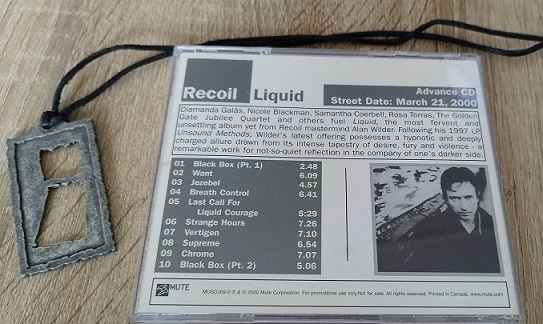 Recoil Liquid
Advance CD
Street Date: March 21, 2000
Diamanda Galás, Nicole Blackman, Samantha Coerbell, Rosa Torras, The Golden
Gate Jubilee Quartet and others fuel Liquid, the most fervent and
unsettling album yet from Recoil mastermind Alan Wilder. Following his 1997 LP
Unsound Methods, Wilder's latest offering possesses a hypnotic and deeply
charged allure drawn from its intense tapestry of desire, fury and violence - a
remarkable work for not-so-quiet reflection in the company of one's darker side.
01 Black Box (Pt. 1) 2.48
02 Want 6.09
03 Jezebel 4.57
04 Breath Control 6.41
05 Last Call For
Liquid Courage 5:29
06 Strange Hours 7.26
07 Vertigen 7.10
08 Supreme 6.54
09 Chrome 7.07
10 Black Box (Pt. 2) 5.06
MUTE
MUSDJ69-2 ℗ & © 2000 Mute Corporation. For promotional use only.Not for sale. All rights reserved. Printed in Canada. www.mute.com